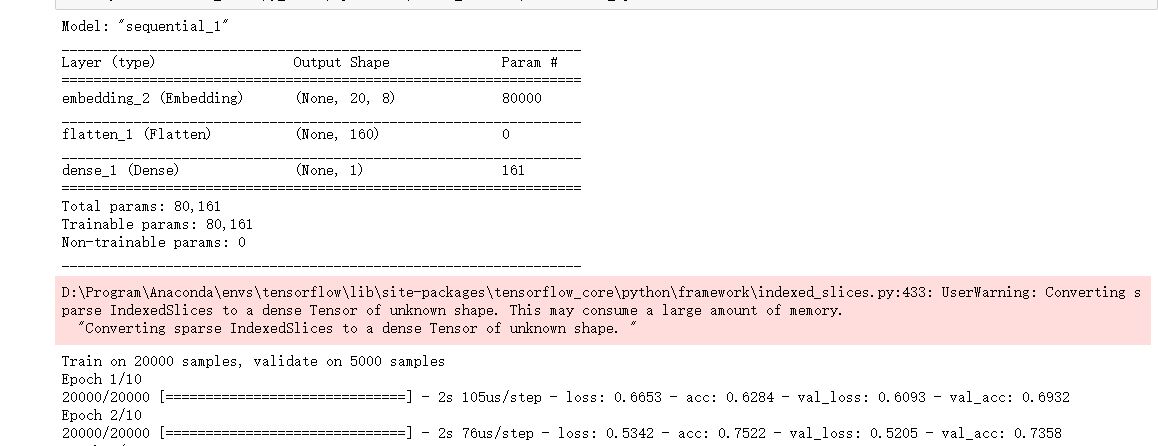 Model: "sequential_1"
_________________________________________________________________
Layer (type)                 Output Shape              Param #
=================================================================
embedding_2 (Embedding)      (None, 20, 8)             80000
_________________________________________________________________
flatten_1 (Flatten)          (None, 160)               0
_________________________________________________________________
dense_1 (Dense)              (None, 1)                 161
=================================================================
Total params: 80,161
Trainable params: 80,161
Non-trainable params: 0
_________________________________________________________________
D:\Program\Anaconda\envs\tensorflow\lib\site-packages\tensorflow_core\python\framework\indexed_slices.py:433: UserWarning: Converting s
parse IndexedSlices to a dense Tensor of unknown shape. This may consume a large amount of memory.
  "Converting sparse IndexedSlices to a dense Tensor of unknown shape. "
Train on 20000 samples, validate on 5000 samples
Epoch 1/10
20000/20000 [==============================] - 2s 105us/step - loss: 0.6653 - acc: 0.6284 - val_loss: 0.6093 - val_acc: 0.6932
Epoch 2/10
20000/20000 [==============================] - 2s 76us/step - loss: 0.5342 - acc: 0.7522 - val_loss: 0.5205 - val_acc: 0.7358